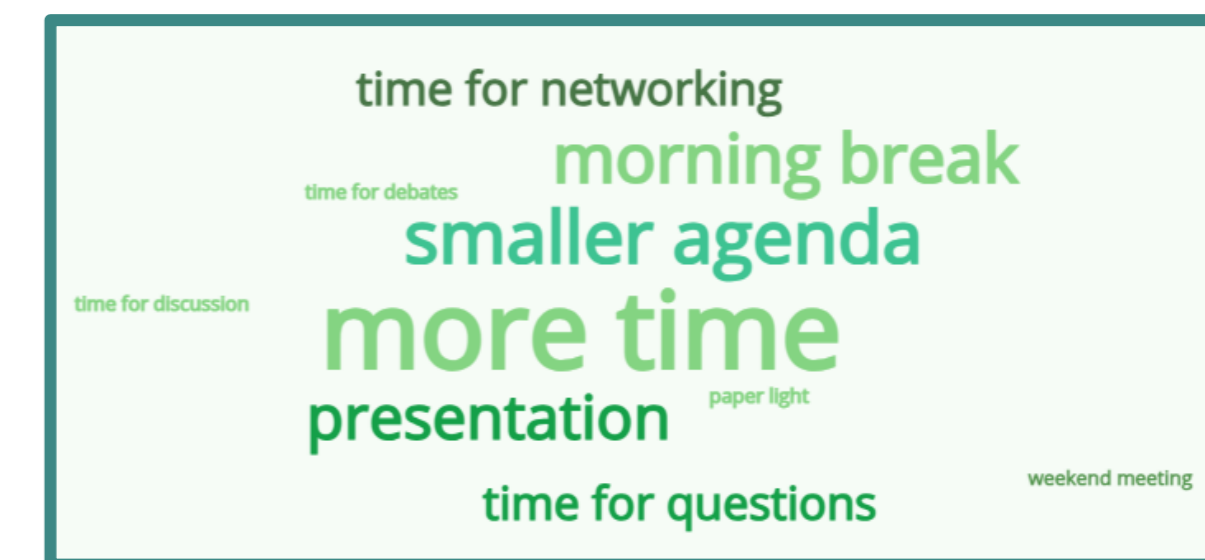 time for networking
morning break
time for debates
smaller agenda
time for discussion
more time
paper light
presentation
weekend meeting
time for questions